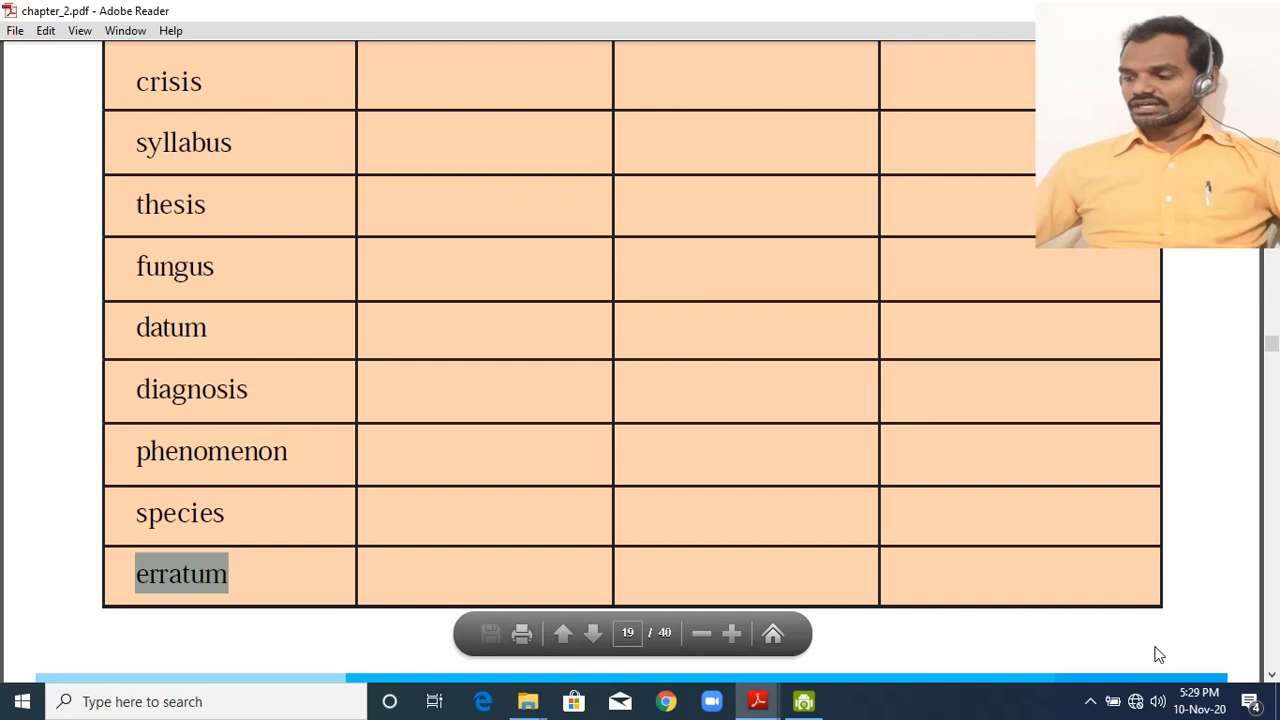 chapter_2.pdf - Adobe Reader
File Edit View Window Help
crisis
syllabus
thesis
fungus
datum
diagnosis
phenomenon
species
erratum
19 / 40
Type here to search
5:29 PM
10-Nov-20
4